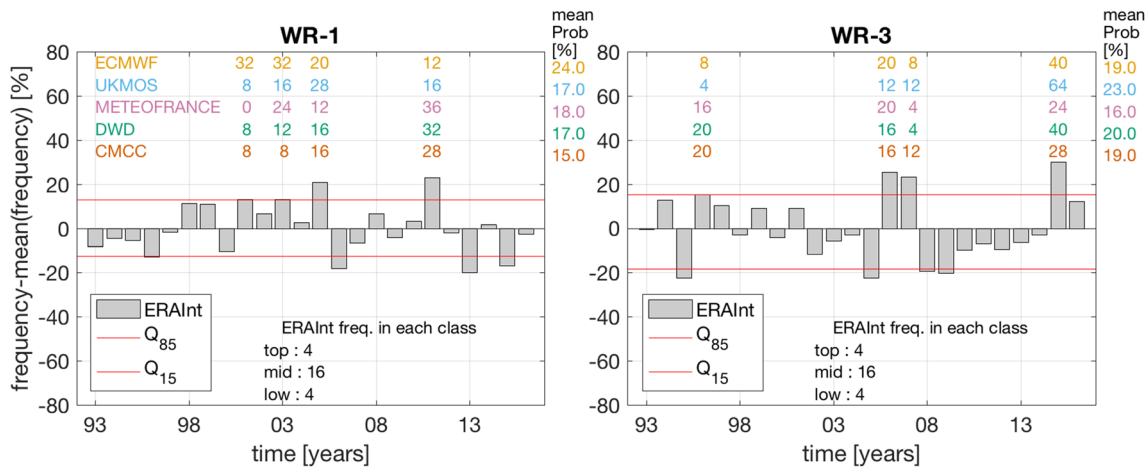 WR-1
mean
Prob
[%]
frequency-mean(frequency) [%]
80
60
40
20
0
-20
-40
-60
-80
ECMWF 32 32 20 12 24.0
UKMOS 8 16 28 16 17.0
METEOFRANCE 0 24 12 36 18.0
DWD 8 12 16 32 17.0
CMCC 8 8 16 28 15.0
ERAInt
Q85
Q15
ERAInt freq. in each class
top : 4
mid : 16
low : 4
93 98 03 08 13
time [years]
WR-3
mean
Prob
[%]
80
60
40
20
0
-20
-40
-60
-80
8 20 8 40 19.0
4 12 12 64 23.0
16 20 4 24 16.0
20 16 4 40 20.0
20 16 12 28 19.0
ERAInt
Q85
Q15
ERAInt freq. in each class
top : 4
mid : 16
low : 4
93 98 03 08 13
time [years]